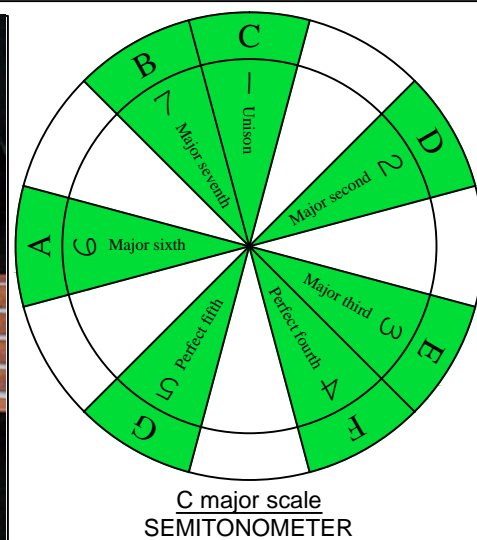 C
1
Unison
D
2
Major second
E
3
Major third
F
4
Perfect fourth
G
5
Perfect fifth
A
6
Major sixth
B
7
Major seventh
C major scale
SEMITONOMETER